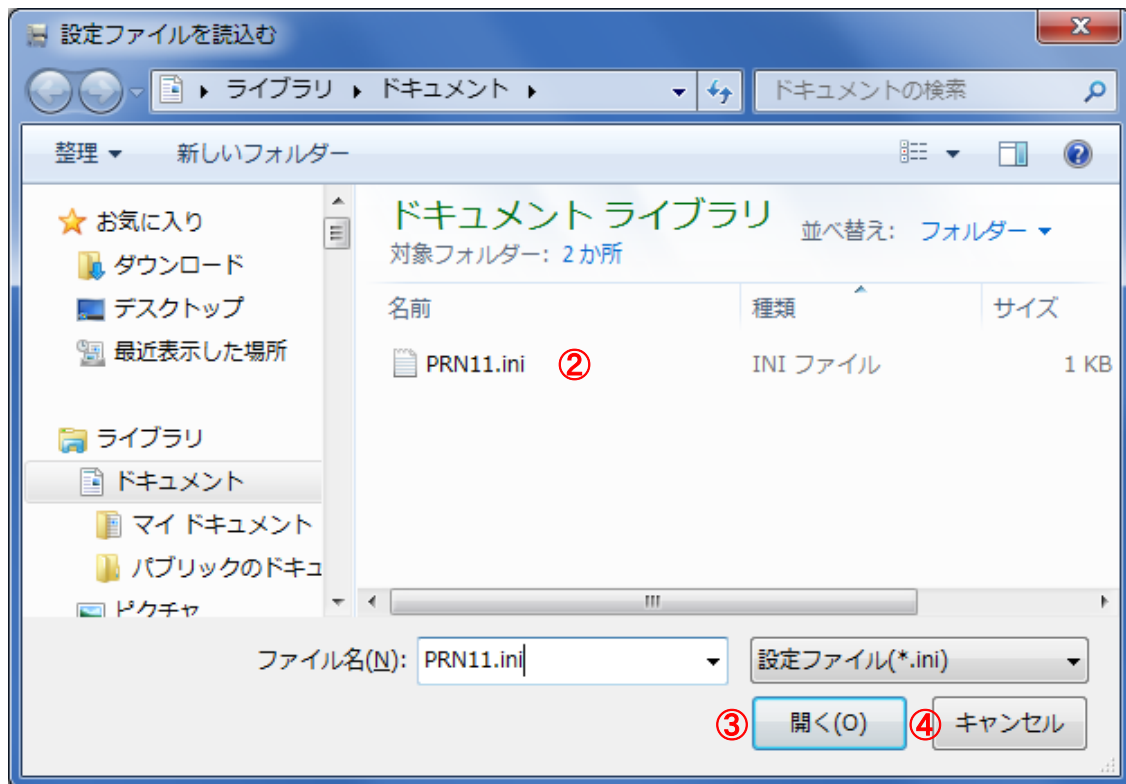 設定ファイルを読込む
ライブラリ ドキュメント ドキュメントの検索
整理 新しいフォルダー
お気に入り
ダウンロード
デスクトップ
最近表示した場所
ライブラリ
ドキュメント
マイ ドキュメント
パブリックのドキュ
ピクチャ
ドキュメント ライブラリ
対象フォルダー: 2 か所
並べ替え: フォルダー
名前 種類 サイズ
PRN11.ini ② INI ファイル 1 KB
ファイル名(N): PRN11.ini 設定ファイル(*.ini)
③ 開く(O) ④ キャンセル